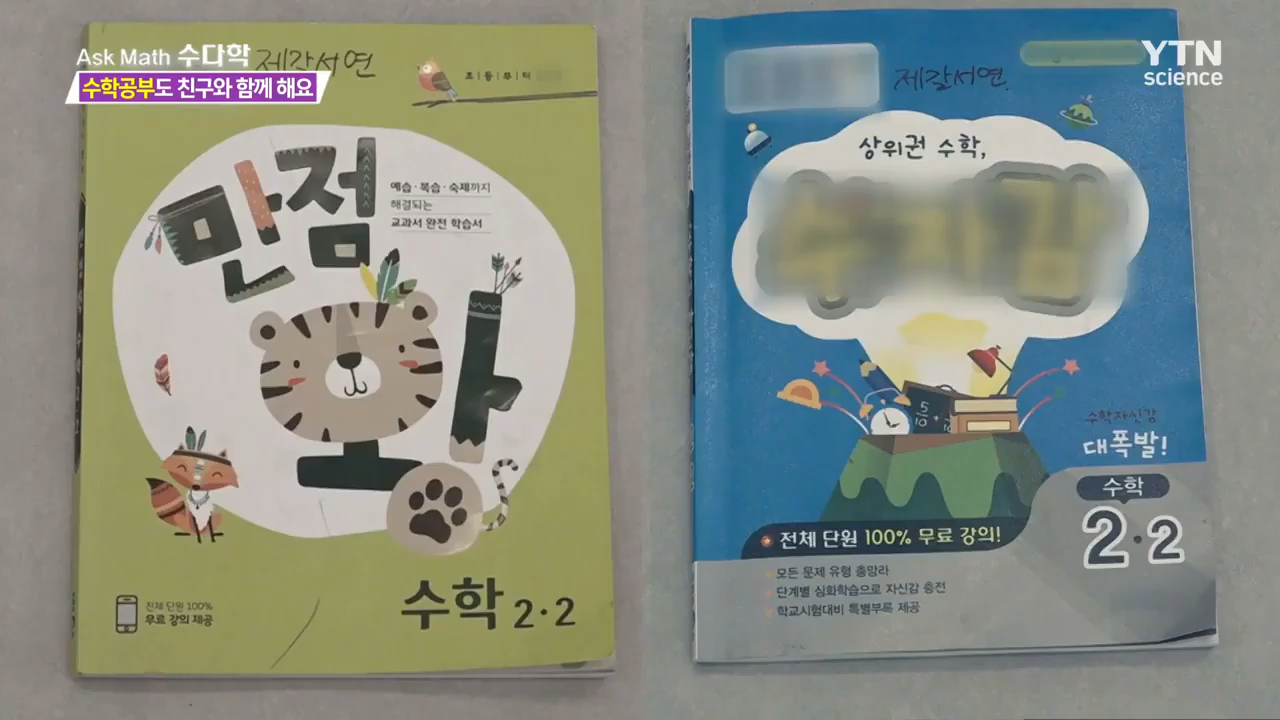 Ask Math 수다학
수학공부도 친구와 함께 해요
YTN
science
제갈서연
초등부터
만점
왕
예습·복습·숙제까지
해결되는
교과서 완전 학습서
전체 단원 100%
무료 강의 제공
수학 2·2
제갈서연
상위권 수학,
수학자신감
대폭발!
수학
2·2
전체 단원 100% 무료 강의!
모든 문제 유형 총망라
단계별 심화학습으로 자신감 충전
학교시험대비 특별부록 제공
5
10
+